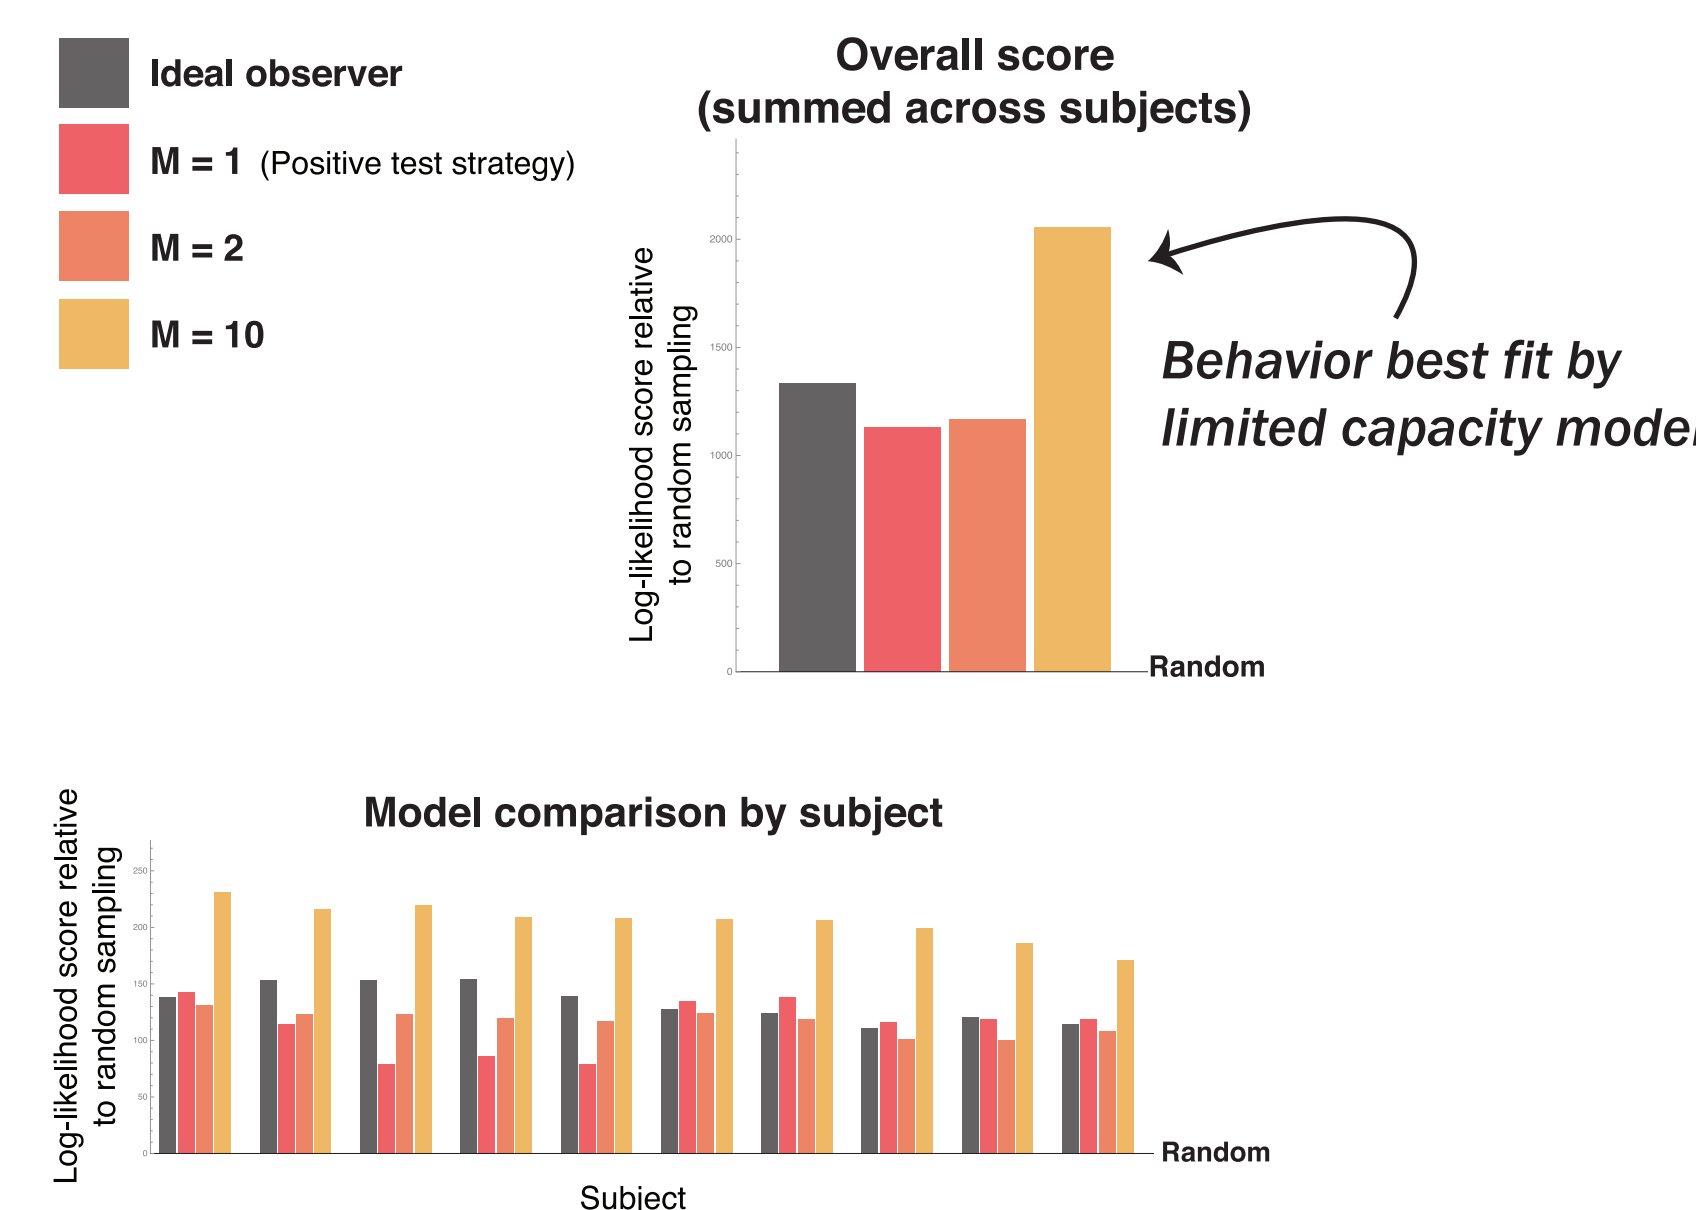 Ideal observer
M = 1 (Positive test strategy)
M = 2
M = 10
Overall score
(summed across subjects)
Log-likelihood score relative
to random sampling
2000
1500
1000
500
0
Random
Behavior best fit by
limited capacity model
Model comparison by subject
Log-likelihood score relative
to random sampling
250
200
150
100
50
0
Random
Subject